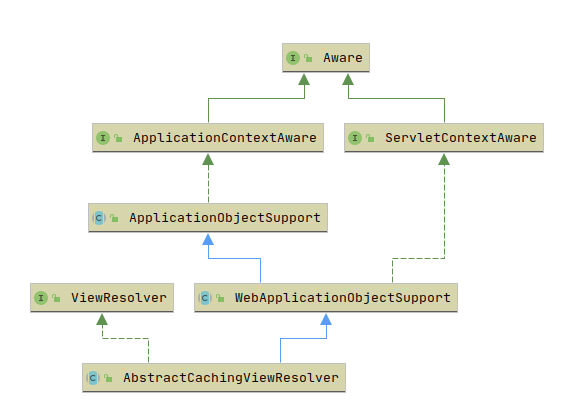 I Aware
I ApplicationContextAware
I ServletContextAware
C ApplicationObjectSupport
I ViewResolver
C WebApplicationObjectSupport
C AbstractCachingViewResolver